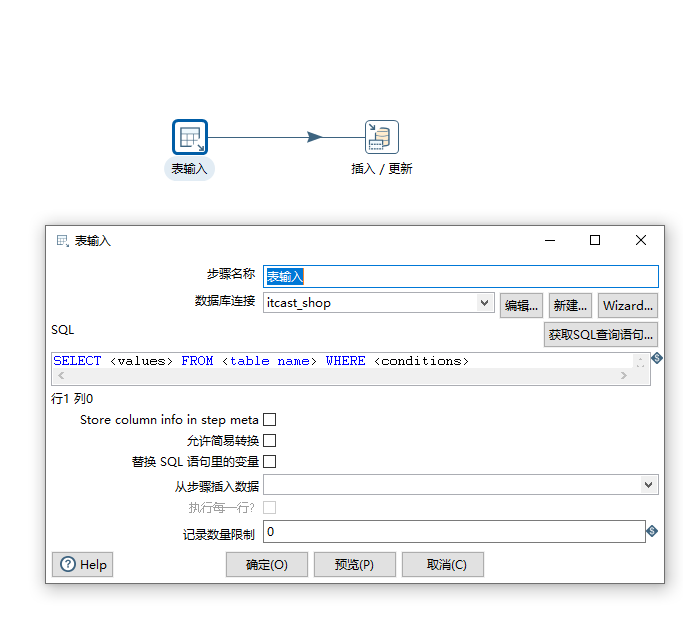 表输入
插入 / 更新
表输入
步骤名称 表输入
数据库连接 itcast_shop 编辑... 新建... Wizard...
SQL 获取SQL查询语句...
SELECT <values> FROM <table name> WHERE <conditions>
行1 列0
Store column info in step meta
允许简易转换
替换 SQL 语句里的变量
从步骤插入数据
执行每一行?
记录数量限制 0
Help 确定(O) 预览(P) 取消(C)